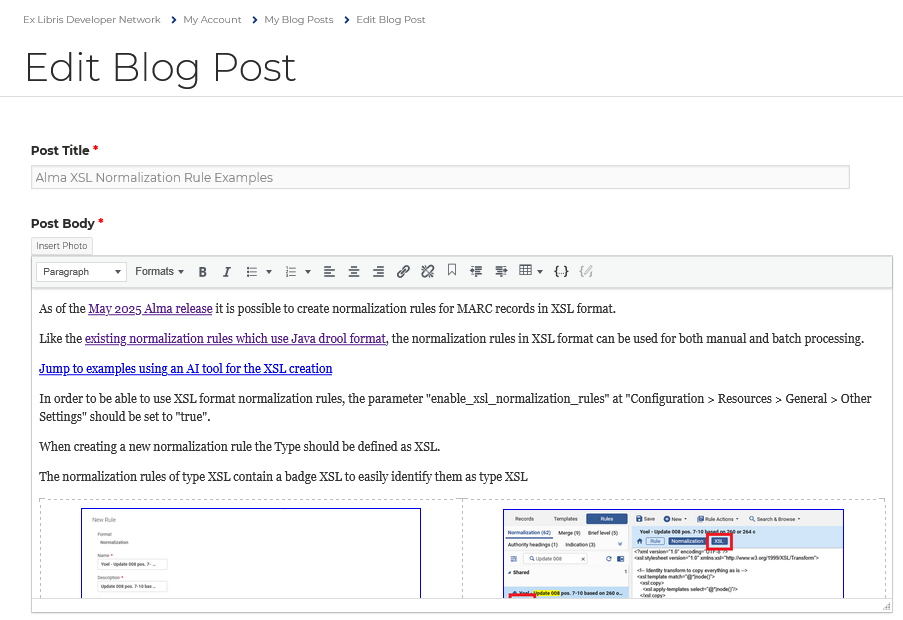 Ex Libris Developer Network > My Account > My Blog Posts > Edit Blog Post
Edit Blog Post
Post Title *
Alma XSL Normalization Rule Examples
Post Body *
Insert Photo
Paragraph Formats B I
As of the May 2025 Alma release it is possible to create normalization rules for MARC records in XSL format.
Like the existing normalization rules which use Java drool format, the normalization rules in XSL format can be used for both manual and batch processing.
Jump to examples using an AI tool for the XSL creation
In order to be able to use XSL format normalization rules, the parameter "enable_xsl_normalization_rules" at "Configuration > Resources > General > Other
Settings" should be set to "true".
When creating a new normalization rule the Type should be defined as XSL.
The normalization rules of type XSL contain a badge XSL to easily identify them as type XSL
New Rule
Format
Normalization
Name *
Yoel - Update 008 pos. 7- ...
Description *
Update 008 pos. 7-10 bas...
Records Templates Rules
Normalization (62) Merge (9) Brief level (5)
Authority headings (1) Indication (3)
Update 008
Shared 1
Yoel - Update 008 pos. 7-10 based on 260 o...
Save New Rule Actions Search & Browse
Yoel - Update 008 pos. 7-10 based on 260 or 264 c
Rule Normalization XSL
<?xml version="1.0" encoding="UTF-8"?>
<xsl:stylesheet version="1.0" xmlns:xsl="http://www.w3.org/1999/XSL/Transform">
<!-- Identity transform to copy everything as is -->
<xsl:template match="@*|node()">
<xsl:copy>
<xsl:apply-templates select="@*|node()"/>
</xsl:copy>